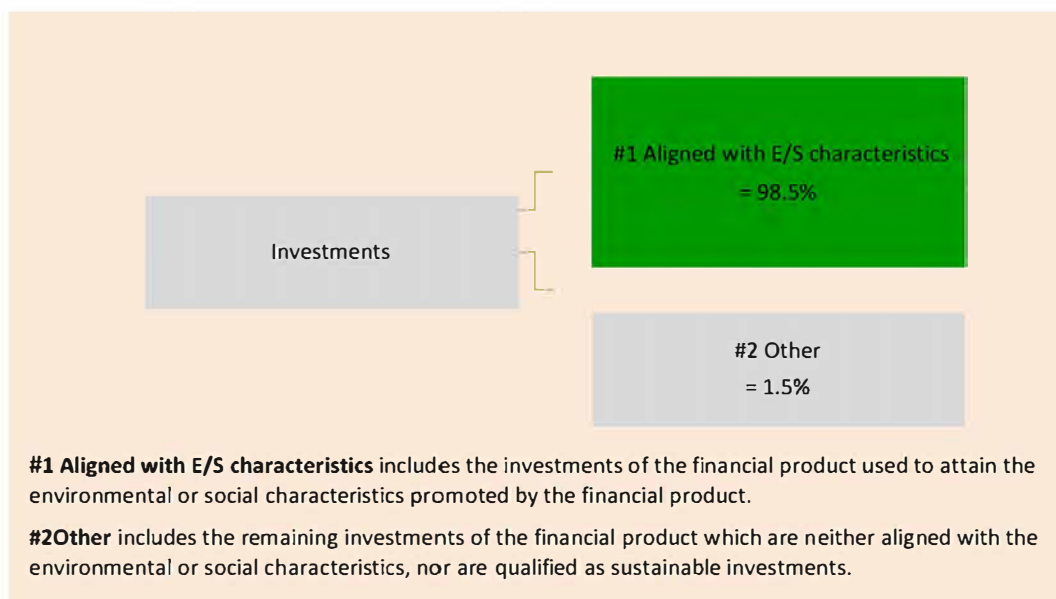 #1 Aligned with E/S characteristics
= 98.5%
Investments
#2 Other
= 1.5%
#1 Aligned with E/S characteristics includes the investments of the financial product used to attain the
environmental or social characteristics promoted by the financial product.
#2Other includes the remaining investments of the financial product which are neither aligned with the
environmental or social characteristics, nor are qualified as sustainable investments.